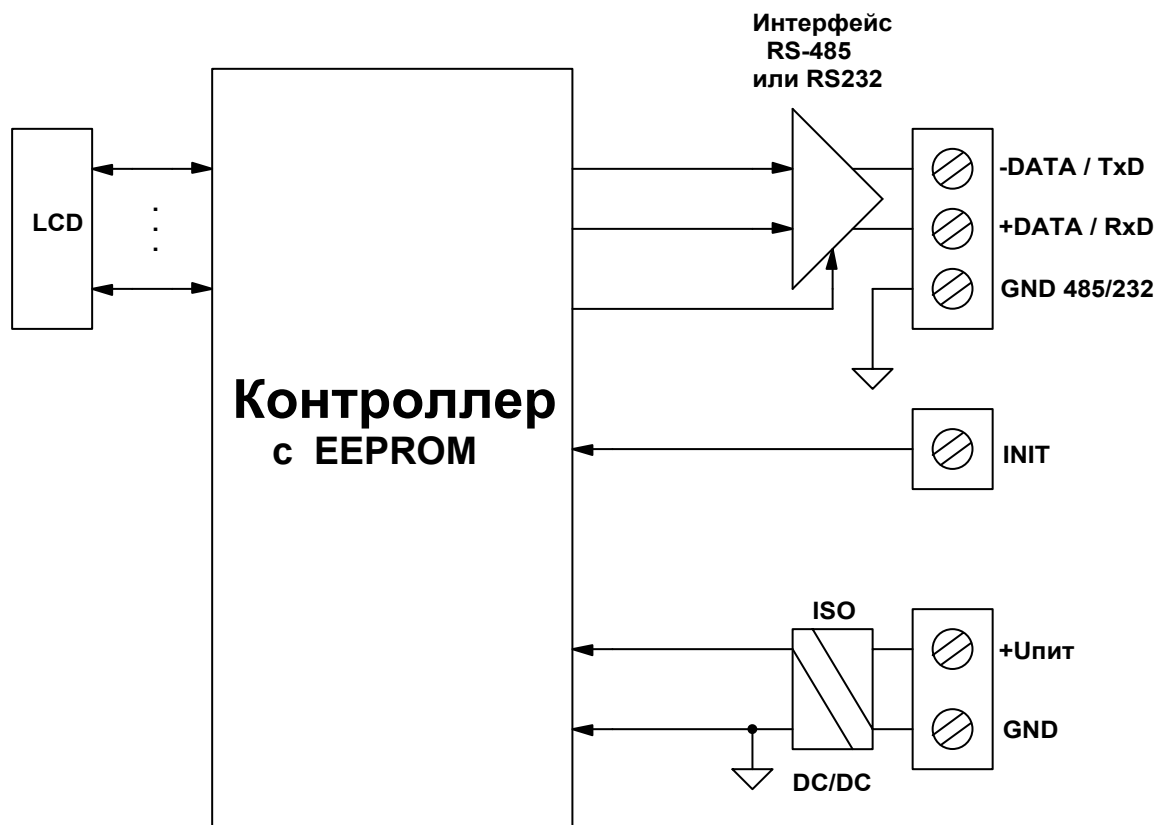 Интерфейс
RS-485
или RS232
LCD
-DATA / TxD
+DATA / RxD
GND 485/232
Контроллер
с EEPROM
INIT
ISO
+Uпит
GND
DC/DC